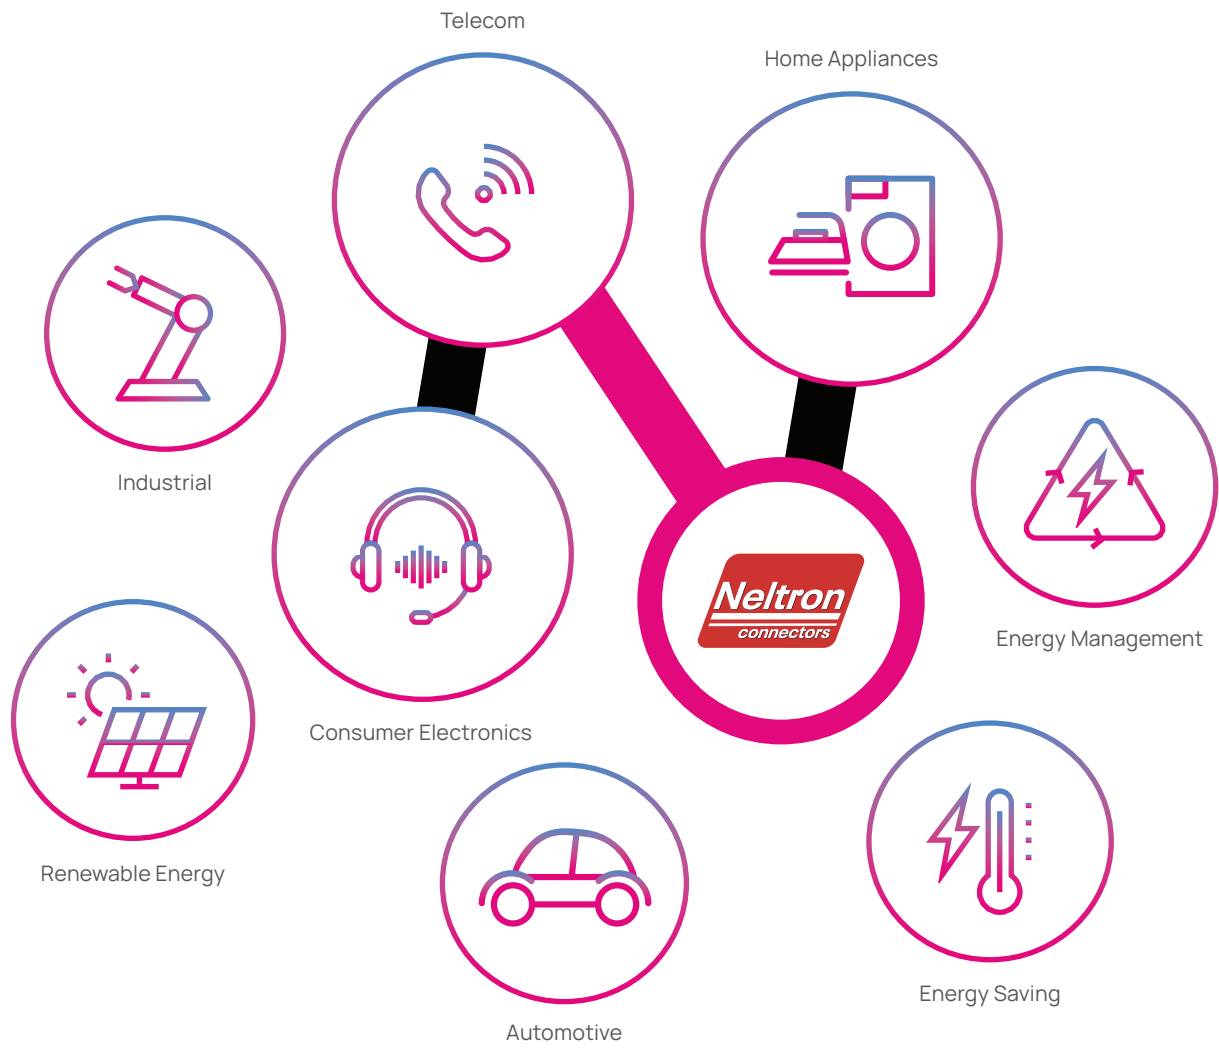 Telecom
Home Appliances
Industrial
Neltron
connectors
Energy Management
Consumer Electronics
Renewable Energy
Energy Saving
Automotive